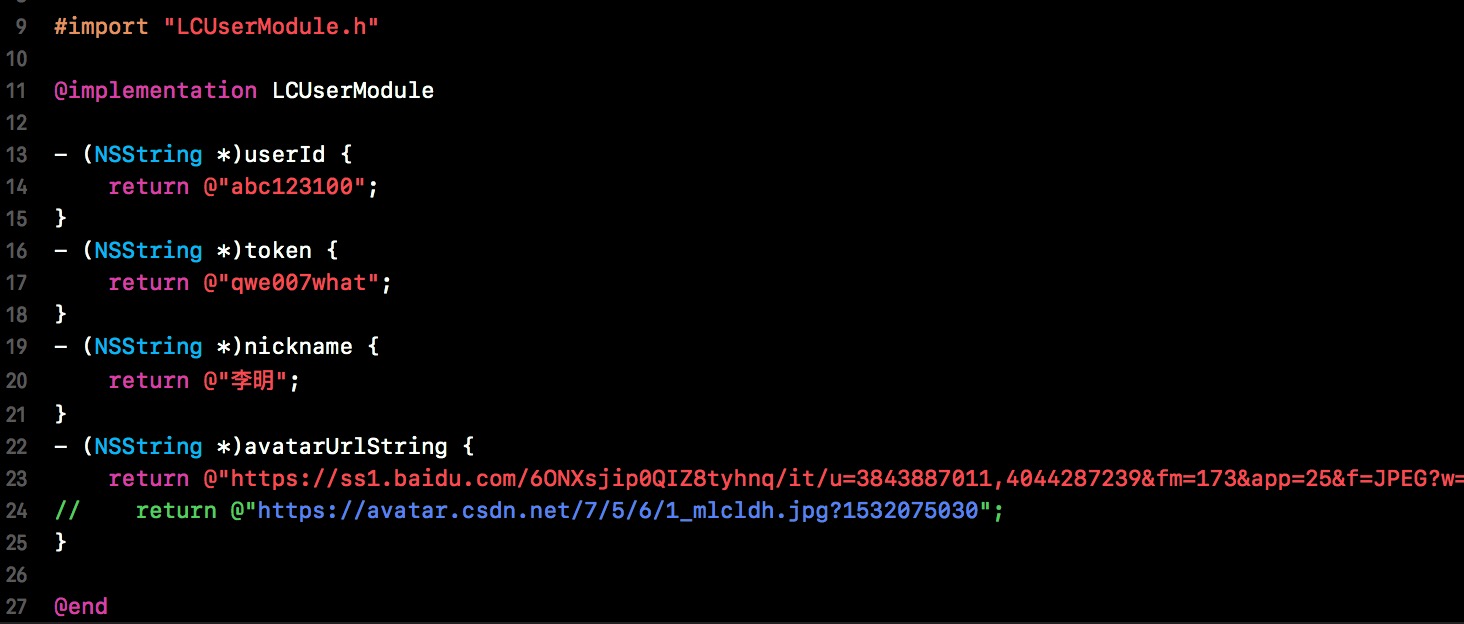 9 #import "LCUserModule.h"
10
11 @implementation LCUserModule
12
13 - (NSString *)userId {
14     return @"abc123100";
15 }
16 - (NSString *)token {
17     return @"qwe007what";
18 }
19 - (NSString *)nickname {
20     return @"李明";
21 }
22 - (NSString *)avatarUrlString {
23     return @"https://ss1.baidu.com/6ONXsjip0QIZ8tyhnq/it/u=3843887011,4044287239&fm=173&app=25&f=JPEG?w=
24 //    return @"https://avatar.csdn.net/7/5/6/1_mlcldh.jpg?1532075030";
25 }
26
27 @end